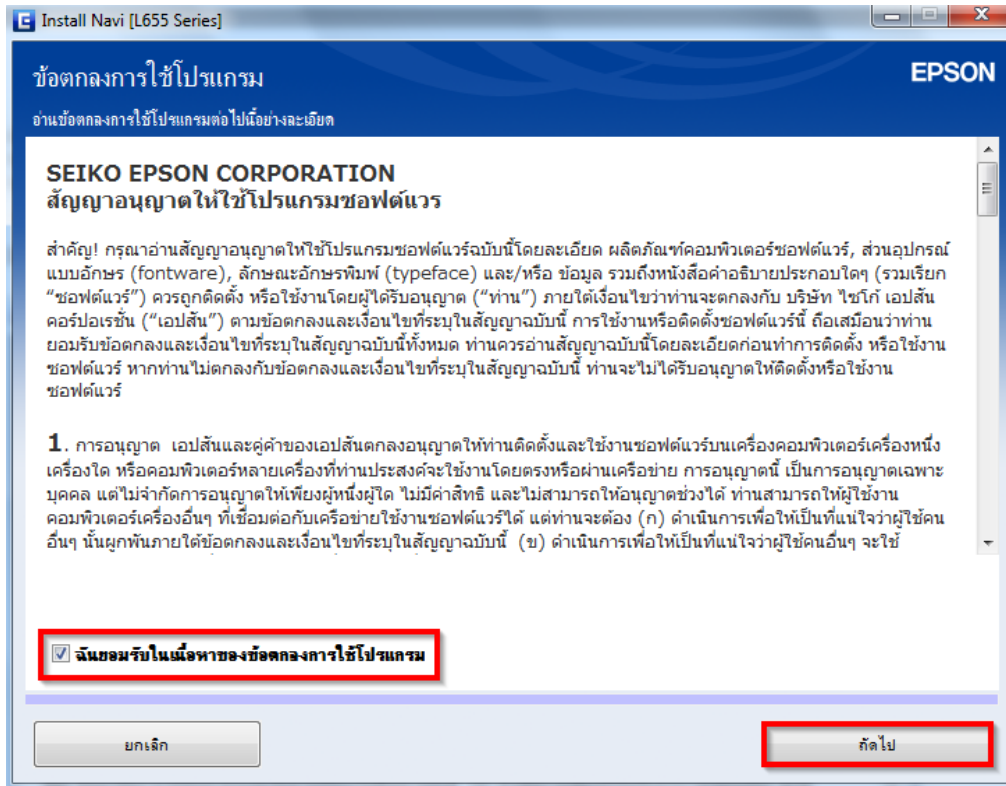 Install Navi [L655 Series]
ข้อตกลงการใช้โปรแกรม
EPSON
อ่านข้อตกลงการใช้โปรแกรมต่อไปนี้อย่างละเอียด
SEIKO EPSON CORPORATION
สัญญาอนุญาตให้ใช้โปรแกรมซอฟต์แวร
สำคัญ! กรุณาอ่านสัญญาอนุญาตให้ใช้โปรแกรมซอฟต์แวร์ฉบับนี้โดยละเอียด ผลิตภัณฑ์คอมพิวเตอร์ซอฟต์แวร์, ส่วนอุปกรณ์
แบบอักษร (fontware), ลักษณะอักษรพิมพ์ (typeface) และ/หรือ ข้อมูล รวมถึงหนังสือคำอธิบายประกอบใดๆ (รวมเรียก
“ซอฟต์แวร์”) ควรถูกติดตั้ง หรือใช้งานโดยผู้ได้รับอนุญาต (“ท่าน”) ภายใต้เงื่อนไขว่าท่านจะตกลงกับ บริษัท ไซโก้ เอปสัน
คอร์ปอเรชั่น (“เอปสัน”) ตามข้อตกลงและเงื่อนไขที่ระบุในสัญญาฉบับนี้ การใช้งานหรือติดตั้งซอฟต์แวร์นี้ ถือเสมือนว่าท่าน
ยอมรับข้อตกลงและเงื่อนไขที่ระบุในสัญญาฉบับนี้ทั้งหมด ท่านควรอ่านสัญญาฉบับนี้โดยละเอียดก่อนทำการติดตั้ง หรือใช้งาน
ซอฟต์แวร์ หากท่านไม่ตกลงกับข้อตกลงและเงื่อนไขที่ระบุในสัญญาฉบับนี้ ท่านจะไม่ได้รับอนุญาตให้ติดตั้งหรือใช้งาน
ซอฟต์แวร์
1. การอนุญาต เอปสันและคู่ค้าของเอปสันตกลงอนุญาตให้ท่านติดตั้งและใช้งานซอฟต์แวร์บนเครื่องคอมพิวเตอร์เครื่องหนึ่ง
เครื่องใด หรือคอมพิวเตอร์หลายเครื่องที่ท่านประสงค์จะใช้งานโดยตรงหรือผ่านเครือข่าย การอนุญาตนี้ เป็นการอนุญาตเฉพาะ
บุคคล แต่ไม่จำกัดการอนุญาตให้เพียงผู้หนึ่งผู้ใด ไม่มีค่าสิทธิ และไม่สามารถให้อนุญาตช่วงได้ ท่านสามารถให้ผู้ใช้งาน
คอมพิวเตอร์เครื่องอื่นๆ ที่เชื่อมต่อกับเครือข่ายใช้งานซอฟต์แวร์ได้ แต่ท่านจะต้อง (ก) ดำเนินการเพื่อให้เป็นที่แน่ใจว่าผู้ใช้คน
อื่นๆ นั้นผูกพันภายใต้ข้อตกลงและเงื่อนไขที่ระบุในสัญญาฉบับนี้ (ข) ดำเนินการเพื่อให้เป็นที่แน่ใจว่าผู้ใช้คนอื่นๆ จะใช้
ฉันยอมรับในเนื้อหาของข้อตกลงการใช้โปรแกรม
ยกเลิก
ถัดไป